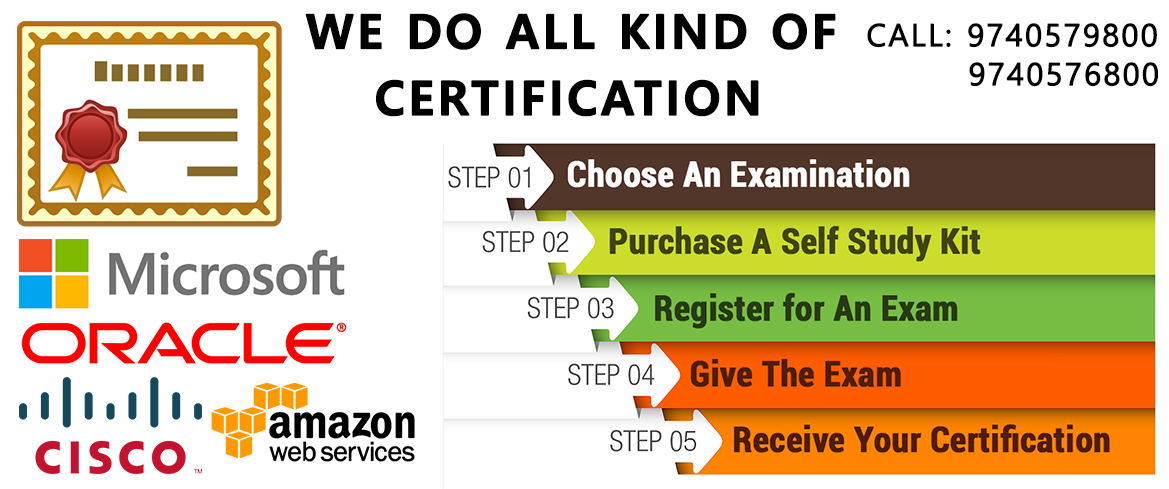 WE DO ALL KIND OF
CERTIFICATION
CALL: 9740579800
9740576800
STEP 01 Choose An Examination
STEP 02 Purchase A Self Study Kit
STEP 03 Register for An Exam
STEP 04 Give The Exam
STEP 05 Receive Your Certification
Microsoft
ORACLE®
CISCO™
amazon
web services